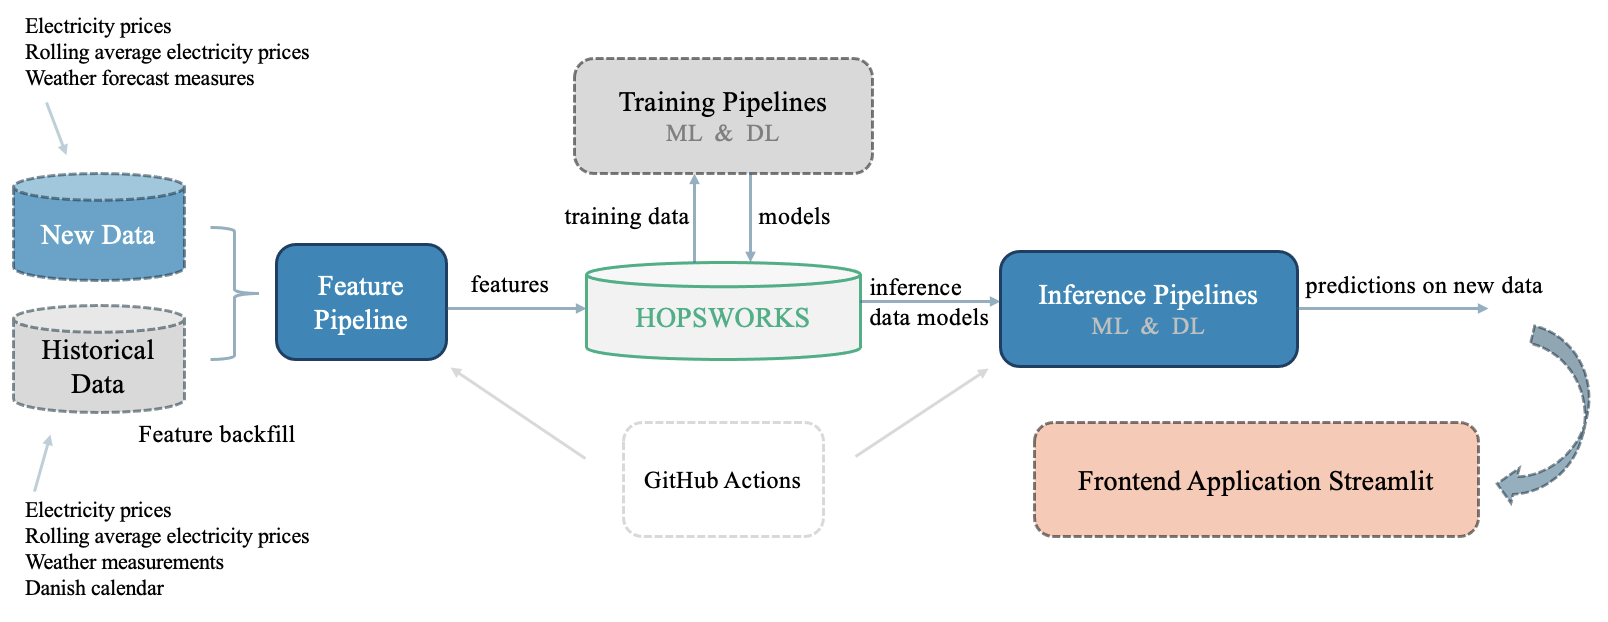 Electricity prices
Rolling average electricity prices
Weather forecast measures
New Data
Historical
Data
Feature backfill
Electricity prices
Rolling average electricity prices
Weather measurements
Danish calendar
Feature
Pipeline
features
Training Pipelines
ML & DL
training data
models
HOPSWORKS
inference
data models
GitHub Actions
Inference Pipelines
ML & DL
predictions on new data
Frontend Application Streamlit